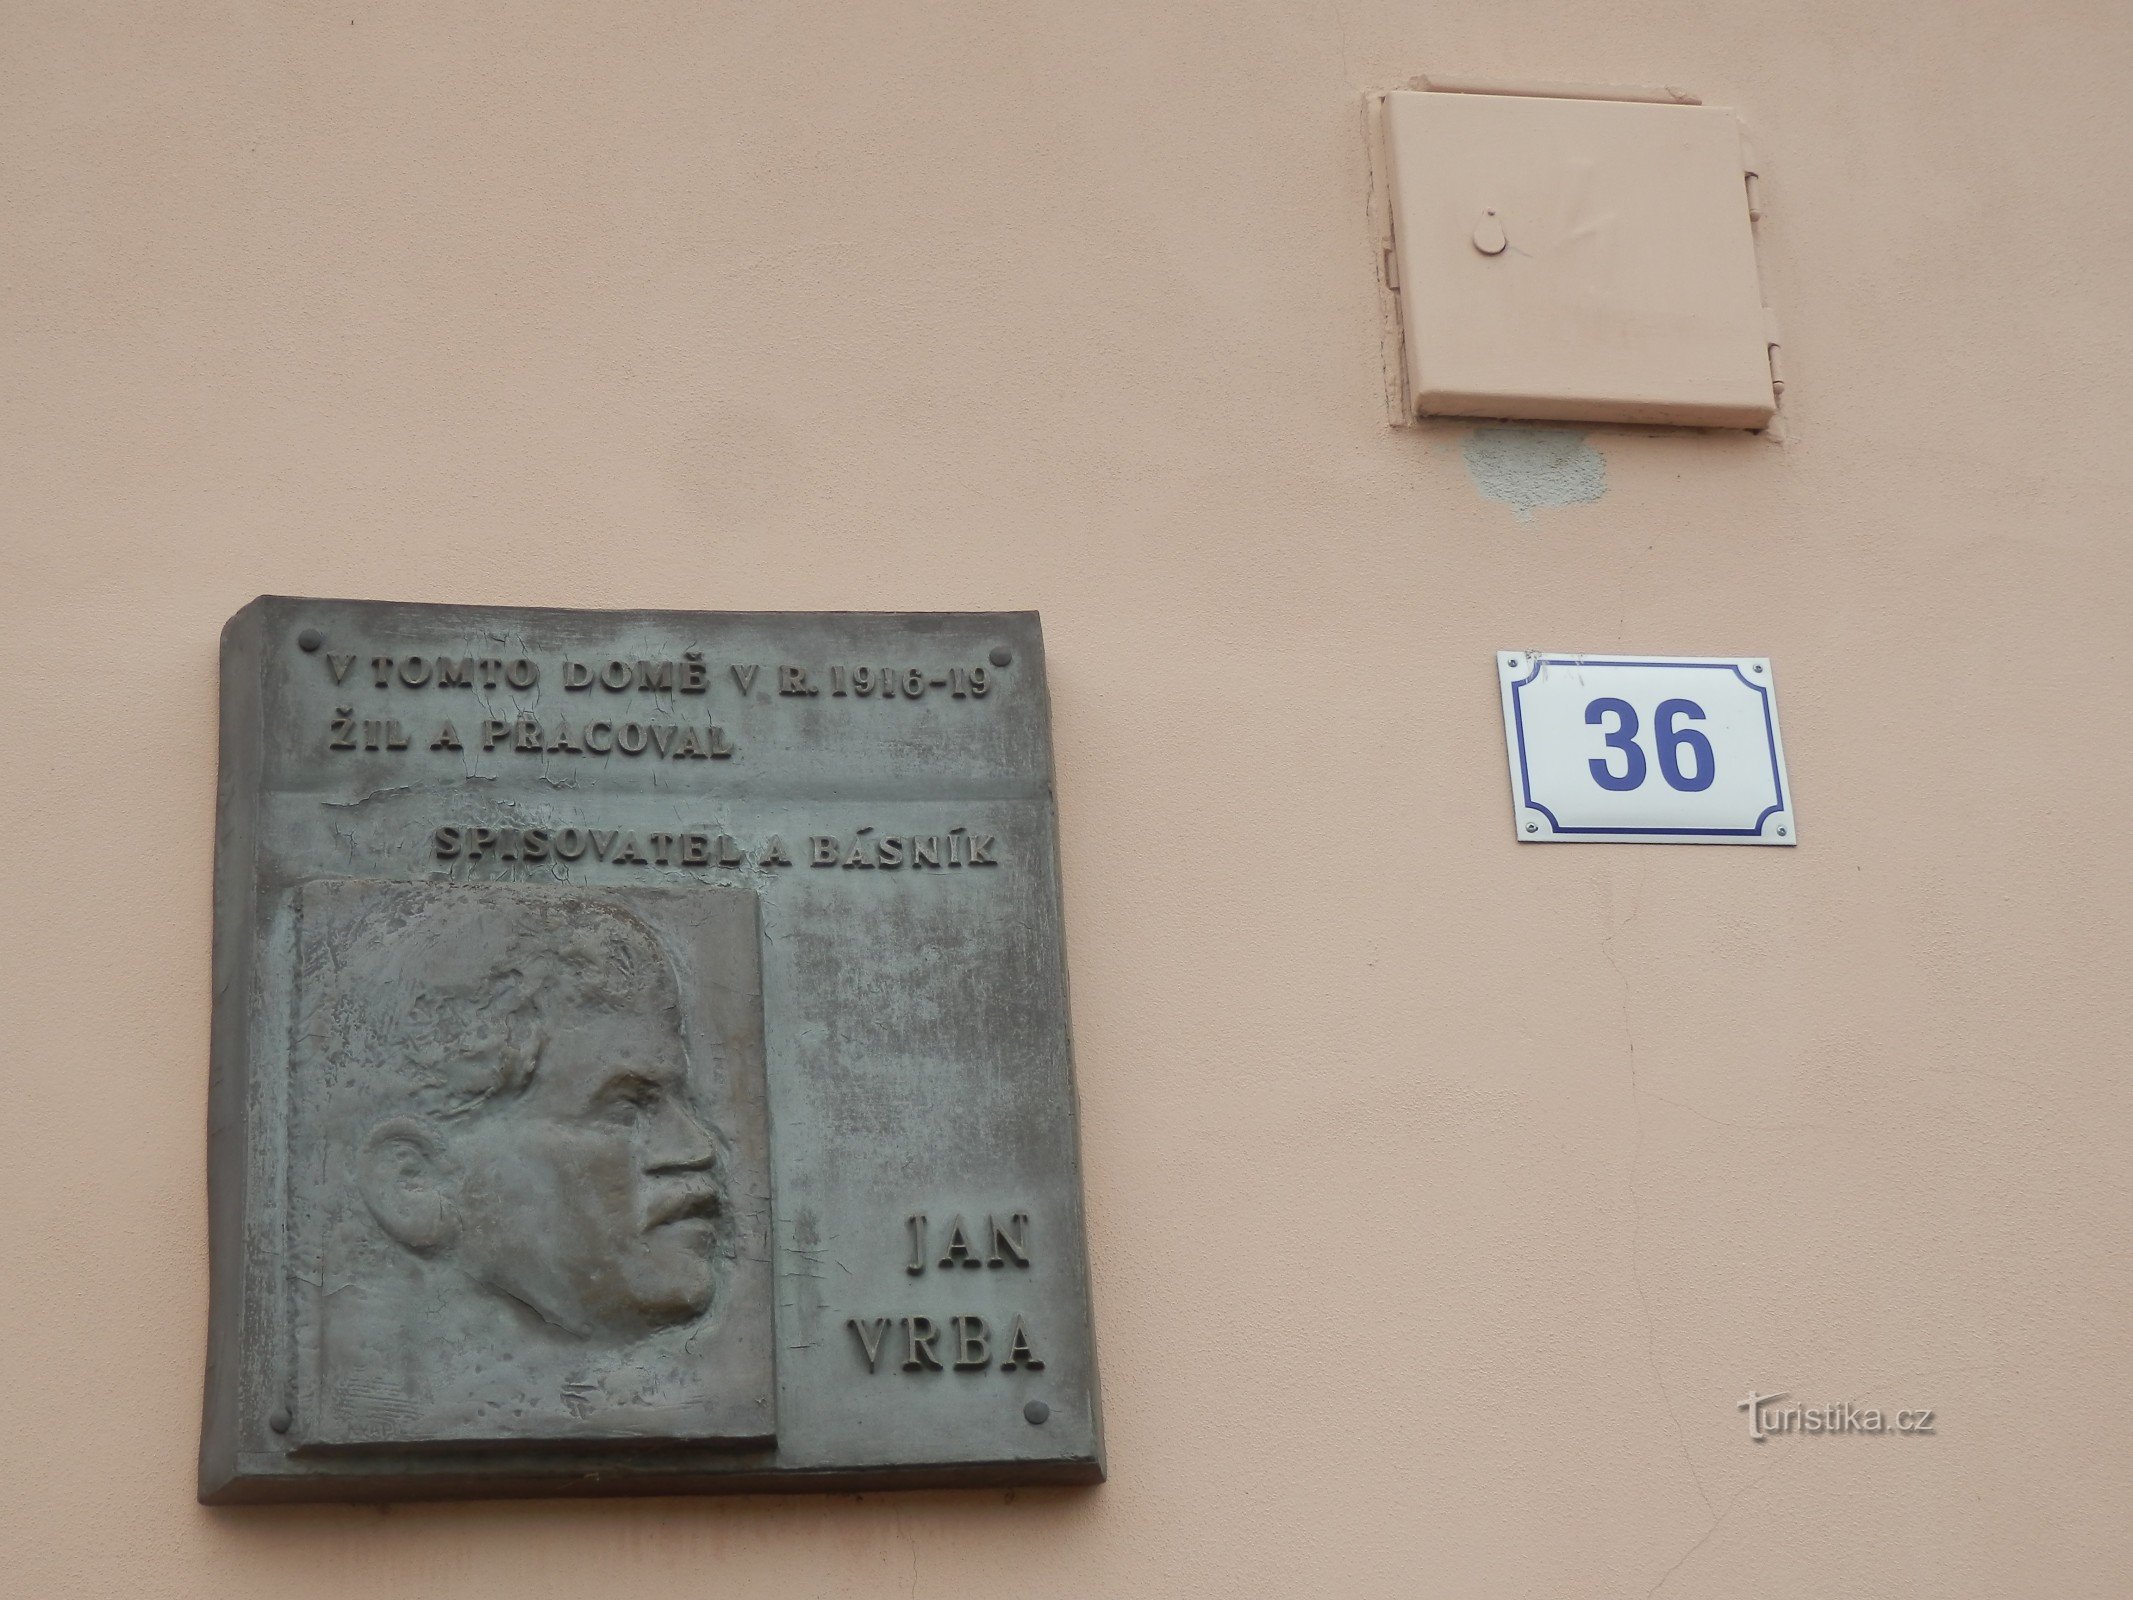 V TOMTO DOMĚ V R. 1916-19
ŽIL A PRACOVAL
SPISOVATEL A BÁSNÍK
JAN
VRBA
36
Turistika.cz